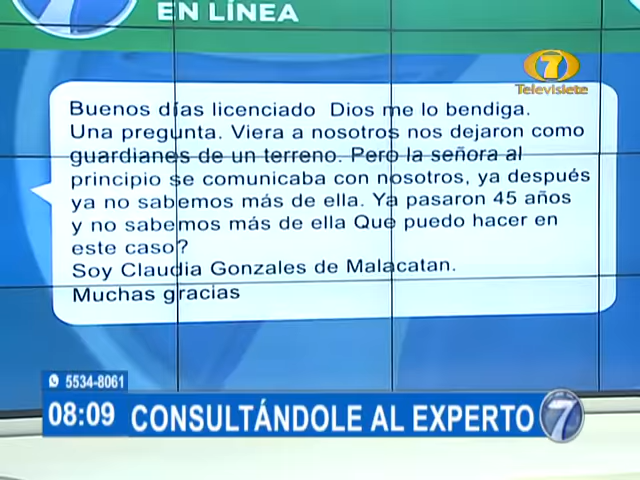 7
EN LÍNEA
7
Televisiete
Buenos días licenciado Dios me lo bendiga.
Una pregunta. Viera a nosotros nos dejaron como
guardianes de un terreno. Pero la señora al
principio se comunicaba con nosotros, ya después
ya no sabemos más de ella. Ya pasaron 45 años
y no sabemos más de ella Que puedo hacer en
este caso?
Soy Claudia Gonzales de Malacatan.
Muchas gracias
5534-8061
08:09 CONSULTÁNDOLE AL EXPERTO 7